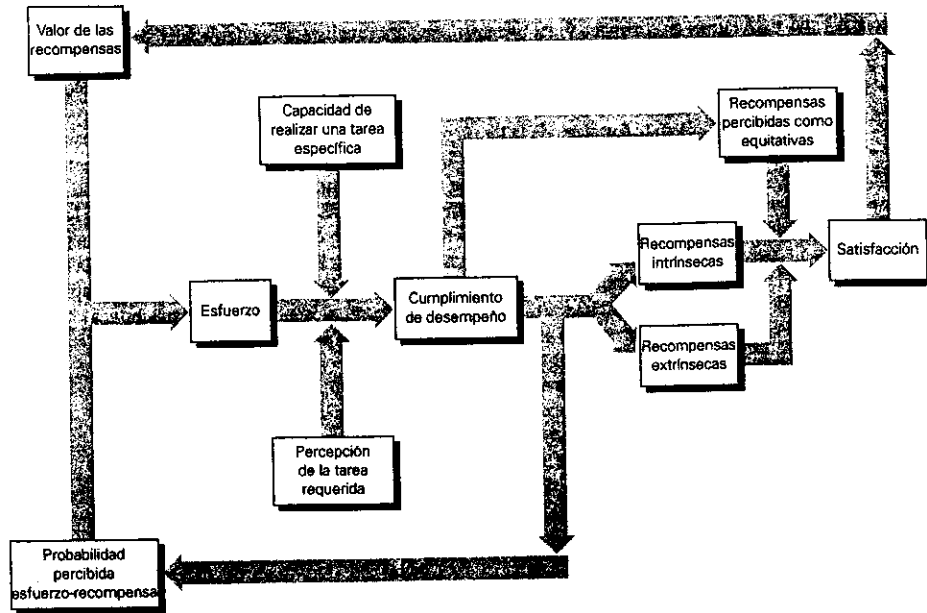 Valor de las
recompensas
Capacidad de
realizar una tarea
específica
Recompensas
percibidas como
equitativas
Recompensas
intrínsecas
Satisfacción
Esfuerzo
Cumplimiento
de desempeño
Recompensas
extrínsecas
Percepción
de la tarea
requerida
Probabilidad
percibida
esfuerzo-recompensa